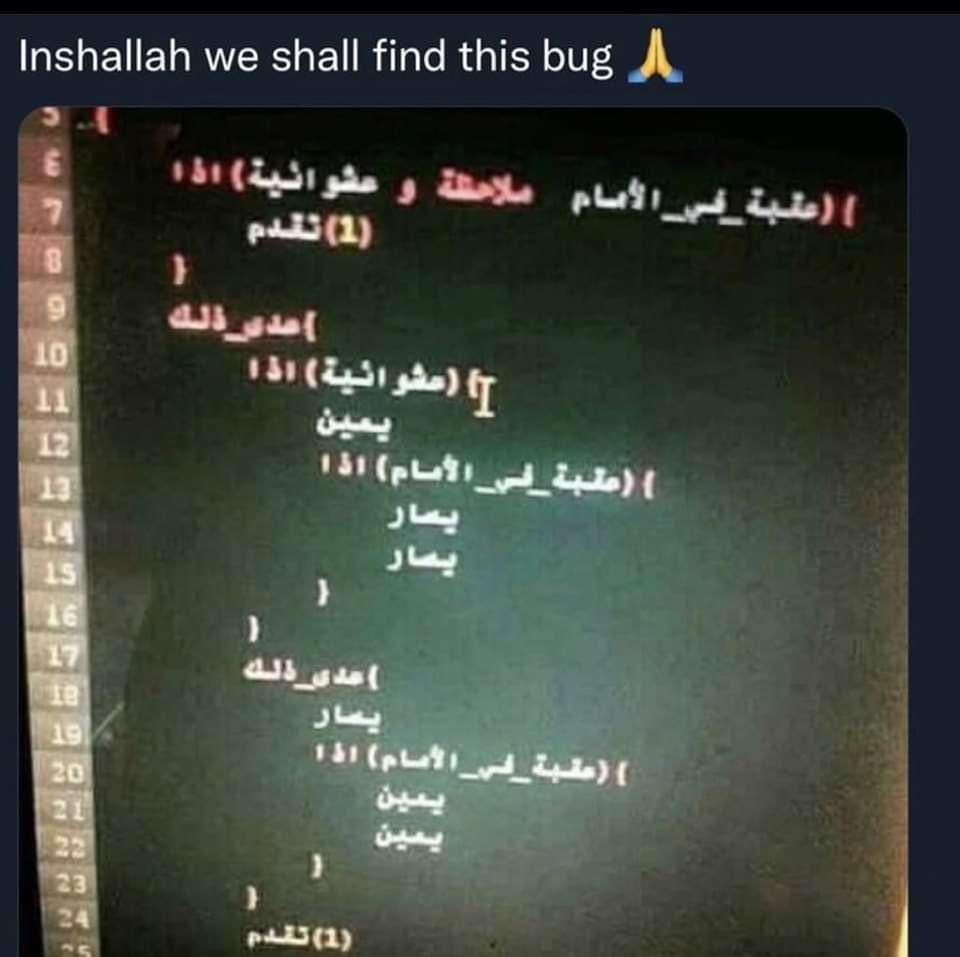 Inshallah we shall find this bug 🙏
5
6 اذا (عشوائية و عقبة_في_الأمام) {
7 تقدم(1)
8 }
9 عدى_ذلك{
10 اذا (عشوائية) {
11 يمين
12 اذا (عقبة_في_الأمام) {
13 يسار
14 يسار
15 }
16 }
17 عدى_ذلك{
18 يسار
19 اذا (عقبة_في_الأمام) {
20 يمين
21 يمين
22 }
23 }
24 تقدم(1)
25